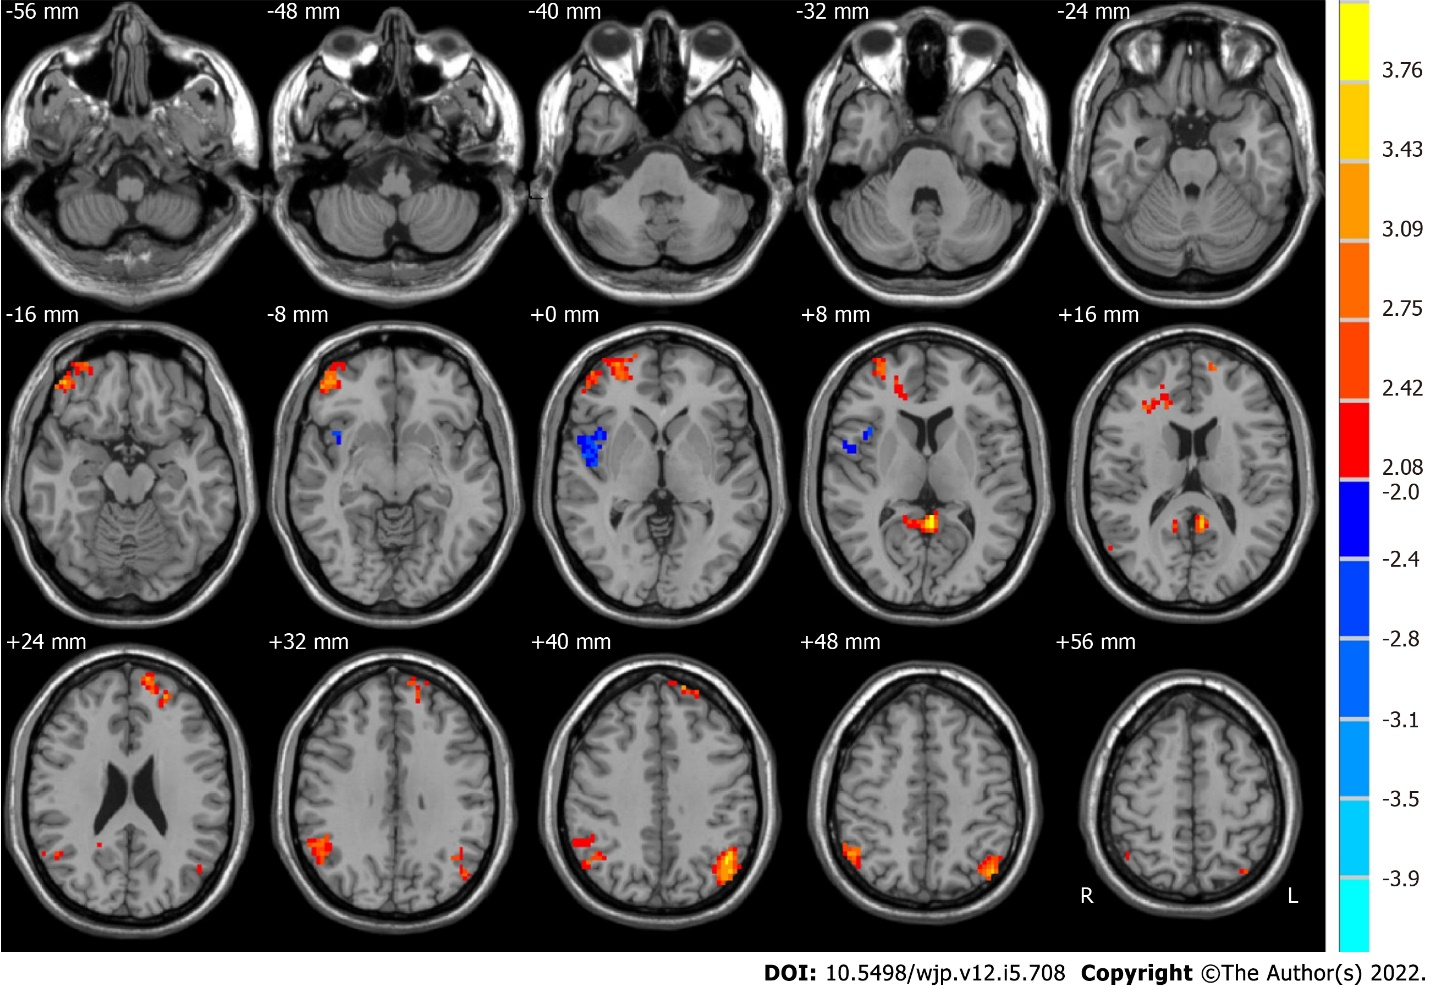 -56 mm -48 mm -40 mm -32 mm -24 mm
-16 mm -8 mm +0 mm +8 mm +16 mm
+24 mm +32 mm +40 mm +48 mm +56 mm
R L
3.76
3.43
3.09
2.75
2.42
2.08
-2.0
-2.4
-2.8
-3.1
-3.5
-3.9
DOI: 10.5498/wjp.v12.i5.708 Copyright ©The Author(s) 2022.